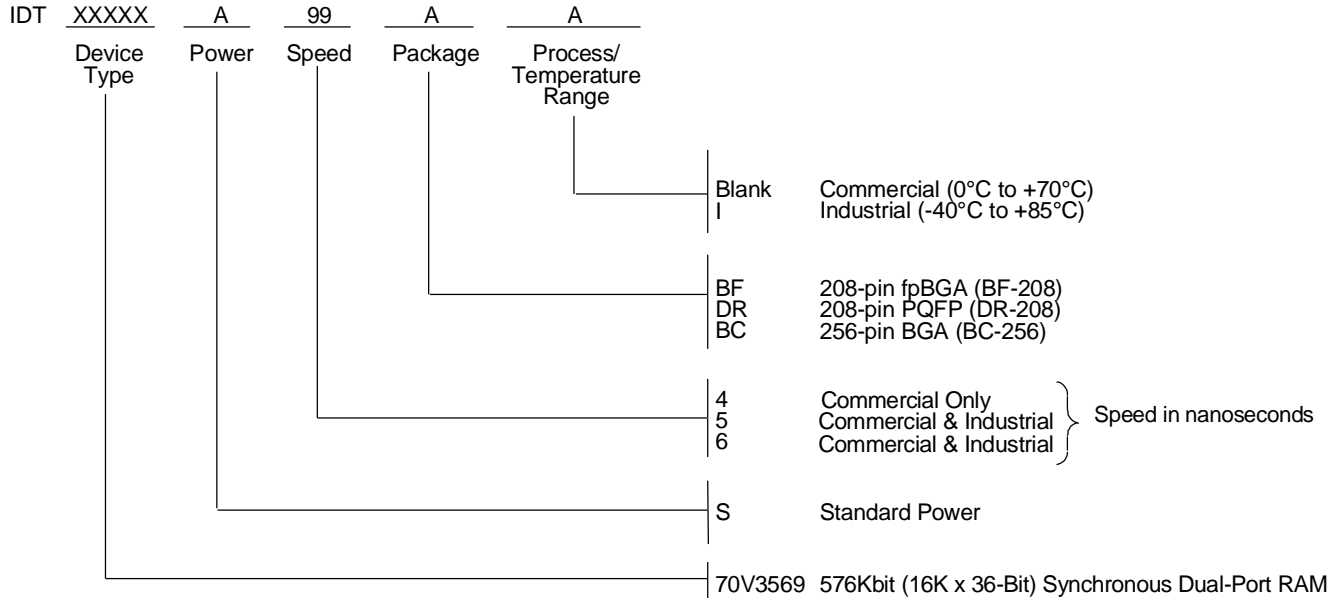 IDT XXXXX A 99 A A
Device Type Power Speed Package Process/ Temperature Range
Blank Commercial (0°C to +70°C)
I Industrial (-40°C to +85°C)
BF 208-pin fpBGA (BF-208)
DR 208-pin PQFP (DR-208)
BC 256-pin BGA (BC-256)
4 Commercial Only
5 Commercial & Industrial Speed in nanoseconds
6 Commercial & Industrial
S Standard Power
70V3569 576Kbit (16K x 36-Bit) Synchronous Dual-Port RAM